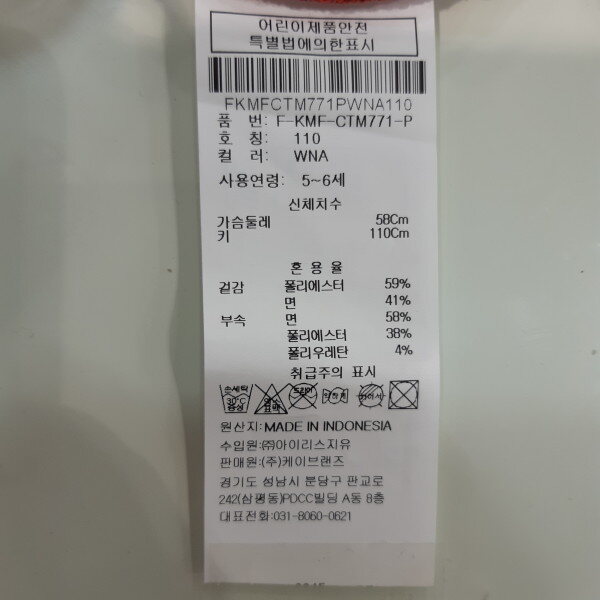 어린이제품안전
특별법에의한표시
FKMFCTM771PWNA110
품 번: F-KMF-CTM771-P
호 칭: 110
컬 러: WNA
사용연령: 5~6세
신체치수
가슴둘레 58Cm
키 110Cm
혼 용 율
겉감 폴리에스터 59%
면 41%
부속 면 58%
폴리에스터 38%
폴리우레탄 4%
취급주의 표시
손세탁
30℃
중성
원산지: MADE IN INDONESIA
수입원:(주)아이리스지유
판매원:(주)케이브랜즈
경기도 성남시 분당구 판교로
242(삼평동)PDCC빌딩 A동 8층
대표전화:031-8060-0621